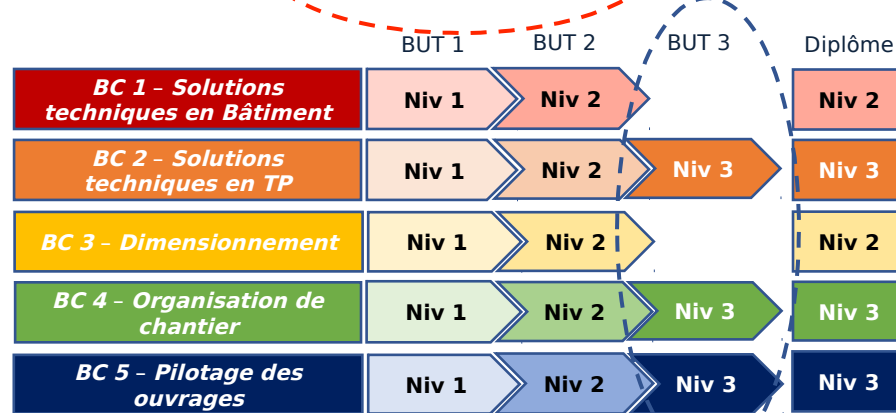 BUT 1 BUT 2 BUT 3 Diplôme
BC 1 – Solutions
techniques en Bâtiment
Niv 1 Niv 2 Niv 2
BC 2 – Solutions
techniques en TP
Niv 1 Niv 2 Niv 3 Niv 3
BC 3 – Dimensionnement Niv 1 Niv 2 Niv 2
BC 4 – Organisation de
chantier
Niv 1 Niv 2 Niv 3 Niv 3
BC 5 – Pilotage des
ouvrages
Niv 1 Niv 2 Niv 3 Niv 3